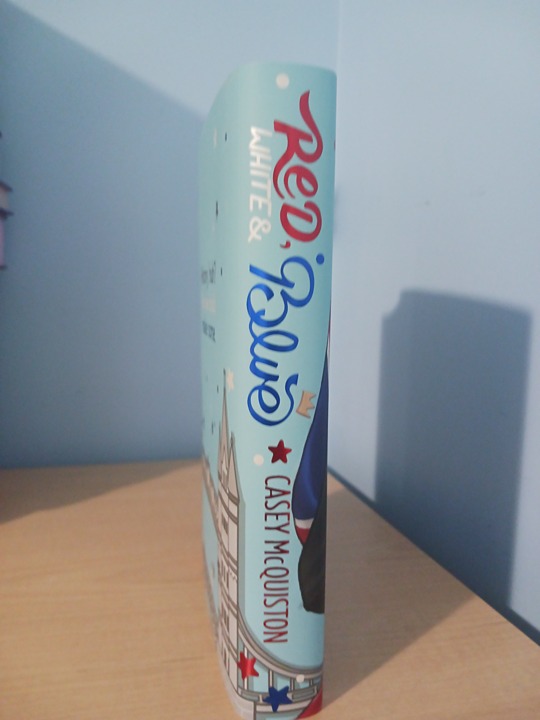 RED,
WHITE &
Blue
CASEY McQUISTON